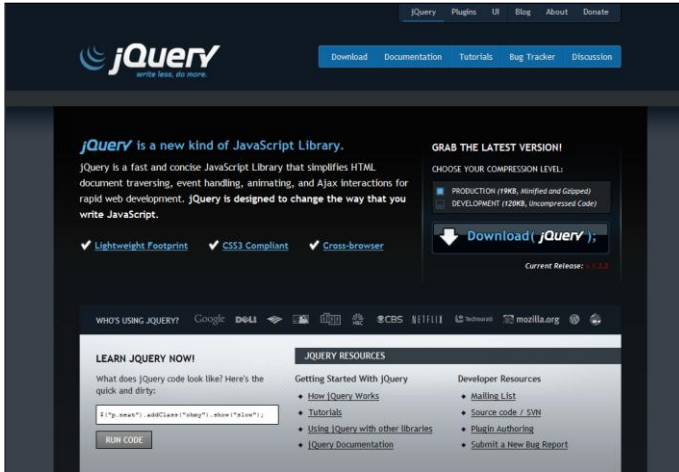 jQuery Plugins UI Blog About Donate
jQuery
write less, do more.
Download Documentation Tutorials Bug Tracker Discussion
jQuery is a new kind of JavaScript Library.
jQuery is a fast and concise JavaScript Library that simplifies HTML
document traversing, event handling, animating, and Ajax interactions for
rapid web development. jQuery is designed to change the way that you
write JavaScript.
Lightweight Footprint CSS3 Compliant Cross-browser
GRAB THE LATEST VERSION!
CHOOSE YOUR COMPRESSION LEVEL:
PRODUCTION (19KB, Minified and Gzipped)
DEVELOPMENT (120KB, Uncompressed Code)
Download( jQuery );
Current Release:
WHO'S USING JQUERY? Google DELL NBC CBS NETFLIX Technorati mozilla.org
LEARN JQUERY NOW!
What does jQuery code look like? Here's the
quick and dirty:
$("p.neat").addClass("ohmy").show("slow");
RUN CODE
JQUERY RESOURCES
Getting Started With jQuery
How jQuery Works
Tutorials
Using jQuery with other libraries
jQuery Documentation
Developer Resources
Mailing List
Source code / SVN
Plugin Authoring
Submit a New Bug Report